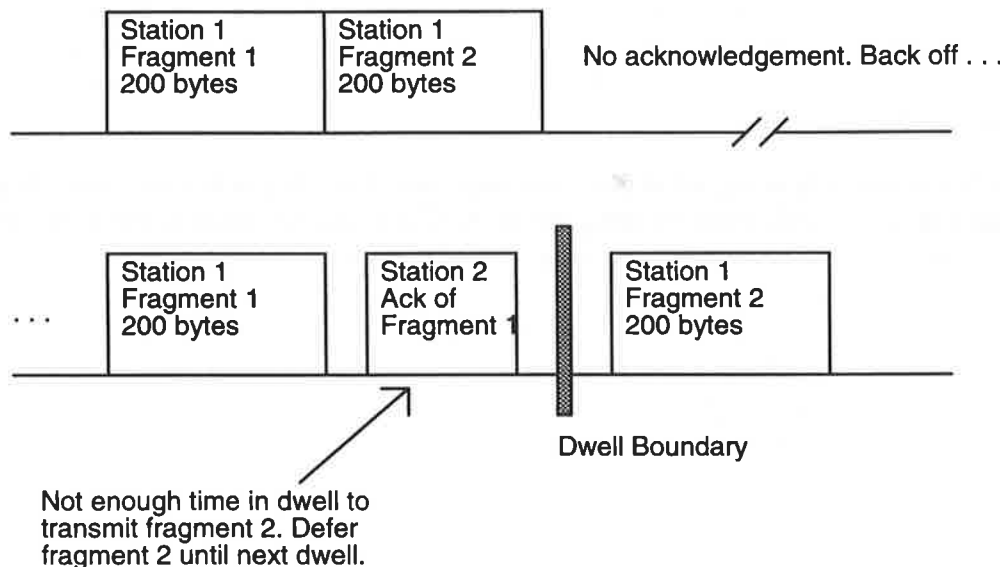 Station 1
Fragment 1
200 bytes
Station 1
Fragment 2
200 bytes
No acknowledgement. Back off . . .
. . .
Station 1
Fragment 1
200 bytes
Station 2
Ack of
Fragment 1
Station 1
Fragment 2
200 bytes
Dwell Boundary
Not enough time in dwell to
transmit fragment 2. Defer
fragment 2 until next dwell.